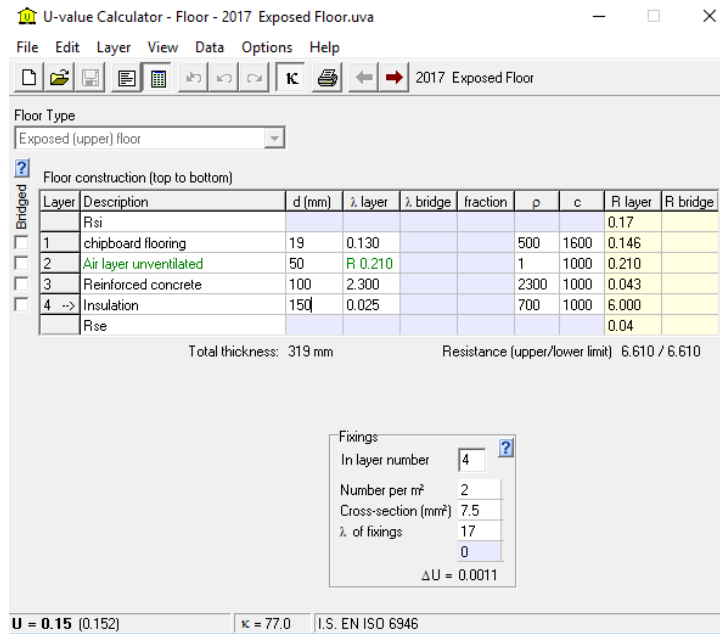 U-value Calculator - Floor - 2017 Exposed Floor.uva
File Edit Layer View Data Options Help
κ 2017 Exposed Floor
Floor Type
Exposed (upper) floor
?
Floor construction (top to bottom)
Bridged
Layer Description d (mm) λ layer λ bridge fraction ρ c R layer R bridge
Rsi 0.17
1 chipboard flooring 19 0.130 500 1600 0.146
2 Air layer unventilated 50 R 0.210 1 1000 0.210
3 Reinforced concrete 100 2.300 2300 1000 0.043
4 --> Insulation 150 0.025 700 1000 6.000
Rse 0.04
Total thickness: 319 mm Resistance (upper/lower limit) 6.610 / 6.610
Fixings
In layer number 4 ?
Number per m² 2
Cross-section (mm²) 7.5
λ of fixings 17
0
ΔU = 0.0011
U = 0.15 (0.152) κ = 77.0 I.S. EN ISO 6946